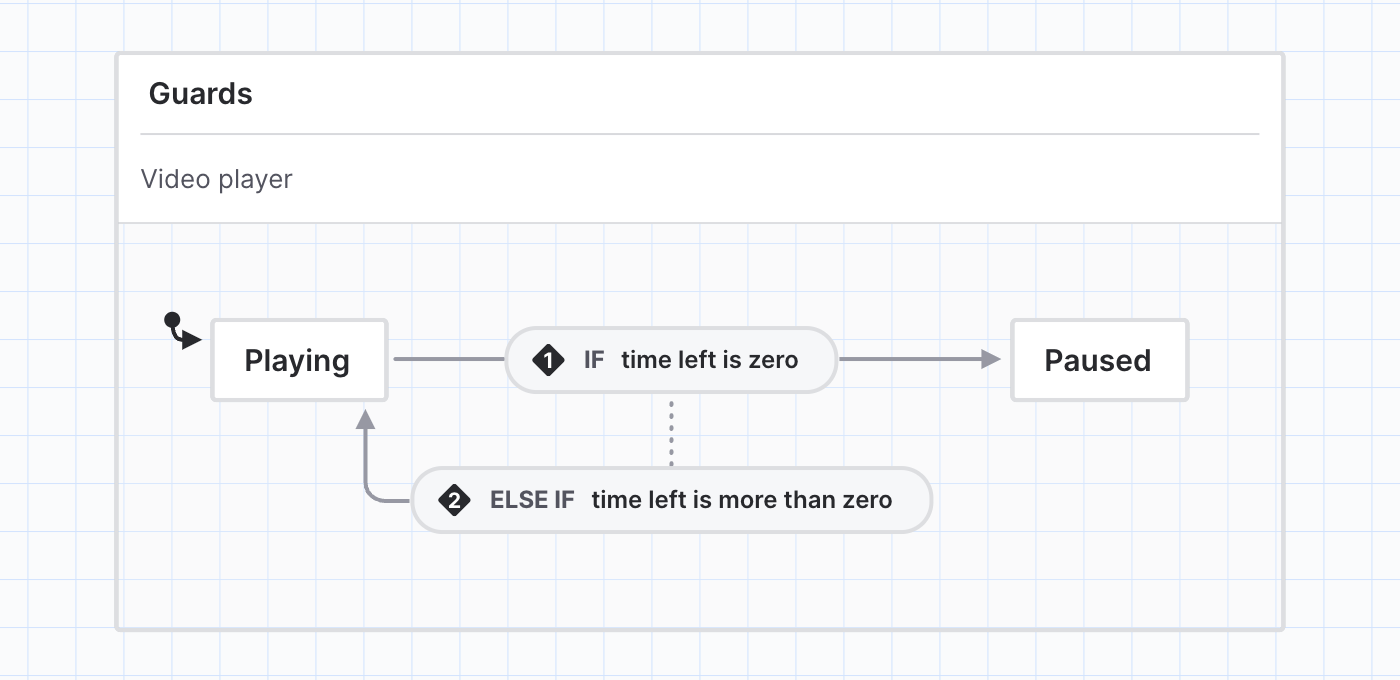 Guards
Video player
Playing
1 IF time left is zero
Paused
2 ELSE IF time left is more than zero